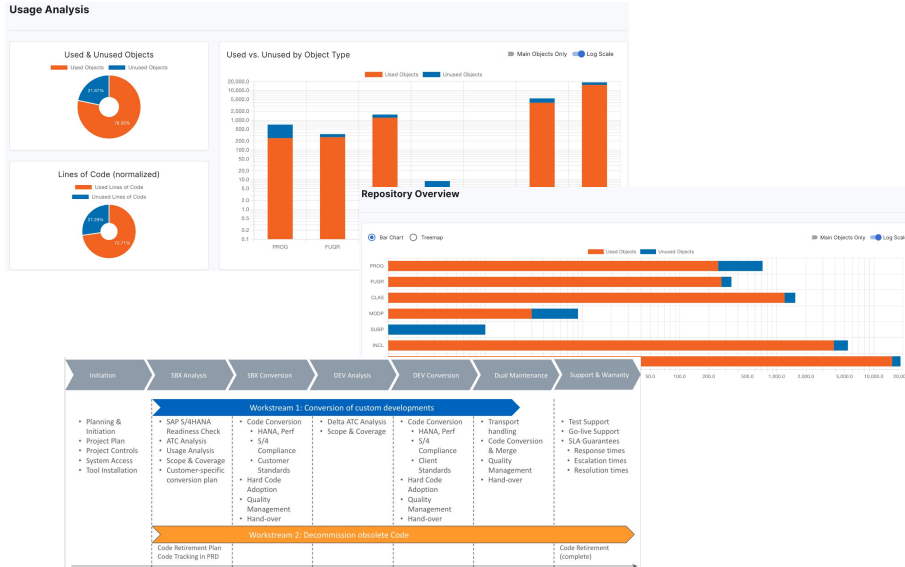 Usage Analysis
Used & Unused Objects
Used Objects Unused Objects
21.67%
78.33%
Lines of Code (normalized)
Used Lines of Code
Unused Lines of Code
27.29%
72.71%
Used vs. Unused by Object Type
Main Objects Only Log Scale
Used Objects Unused Objects
20,000.0
10,000.0
5,000.0
2,000.0
1,000.0
500.0
200.0
100.0
50.0
20.0
10.0
5.0
2.0
1.0
0.5
0.2
0.1
PROG FUGR
Repository Overview
Bar Chart Treemap
Main Objects Only Log Scale
Used Objects Unused Objects
PROG
FUGR
CLAS
MODP
SUBP
INCL
50.0 100.0 200.0 500.0 1,000.0 2,000.0 5,000.0 10,000.0
Initiation
SBX Analysis
SBX Conversion
DEV Analysis
DEV Conversion
Dual Maintenance
Support & Warranty
Workstream 1: Conversion of custom developments
• Planning &
Initiation
• Project Plan
• Project Controls
• System Access
• Tool Installation
• SAP S/4HANA
Readiness Check
• ATC Analysis
• Usage Analysis
• Scope & Coverage
• Customer-specific
conversion plan
• Code Conversion
• HANA, Perf
• S/4
Compliance
• Customer
Standards
• Hard Code
Adoption
• Quality
Management
• Hand-over
• Delta ATC Analysis
• Scope & Coverage
• Code Conversion
• HANA, Perf
• S/4
Compliance
• Client
Standards
• Hard Code
Adoption
• Quality
Management
• Hand-over
• Transport
handling
• Code Conversion
& Merge
• Quality
Management
• Hand-over
• Test Support
• Go-live Support
• SLA Guarantees
• Response times
• Escalation times
• Resolution times
Workstream 2: Decommission obsolete Code
Code Retirement Plan
Code Tracking in PRD
Code Retirement
(complete)